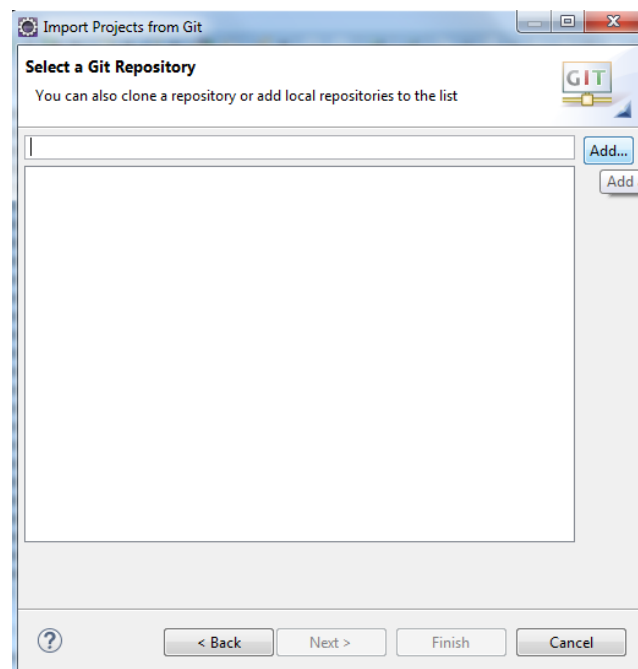 Import Projects from Git
Select a Git Repository
You can also clone a repository or add local repositories to the list
GIT
Add...
Add
< Back
Next >
Finish
Cancel